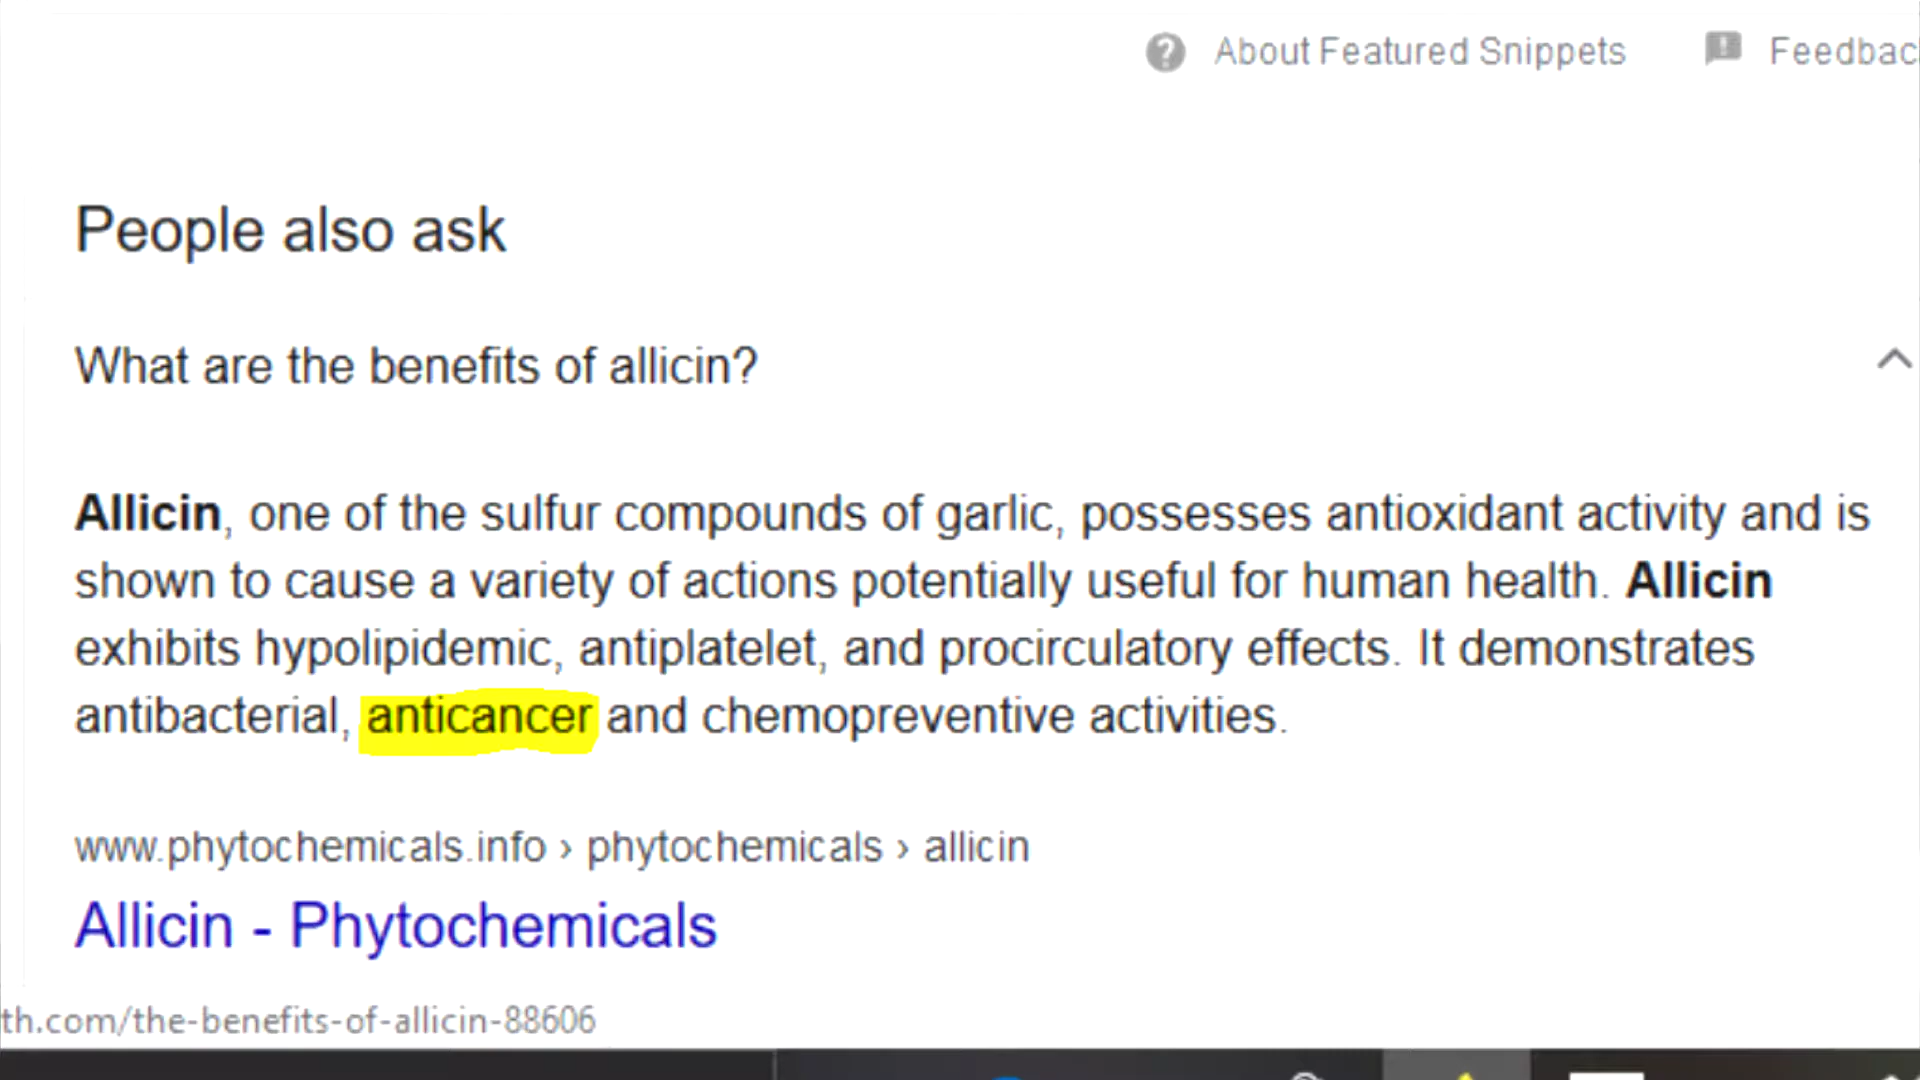 About Featured Snippets Feedbac
People also ask
What are the benefits of allicin?
Allicin, one of the sulfur compounds of garlic, possesses antioxidant activity and is
shown to cause a variety of actions potentially useful for human health. Allicin
exhibits hypolipidemic, antiplatelet, and procirculatory effects. It demonstrates
antibacterial, anticancer and chemopreventive activities.
www.phytochemicals.info › phytochemicals › allicin
Allicin - Phytochemicals
th.com/the-benefits-of-allicin-88606